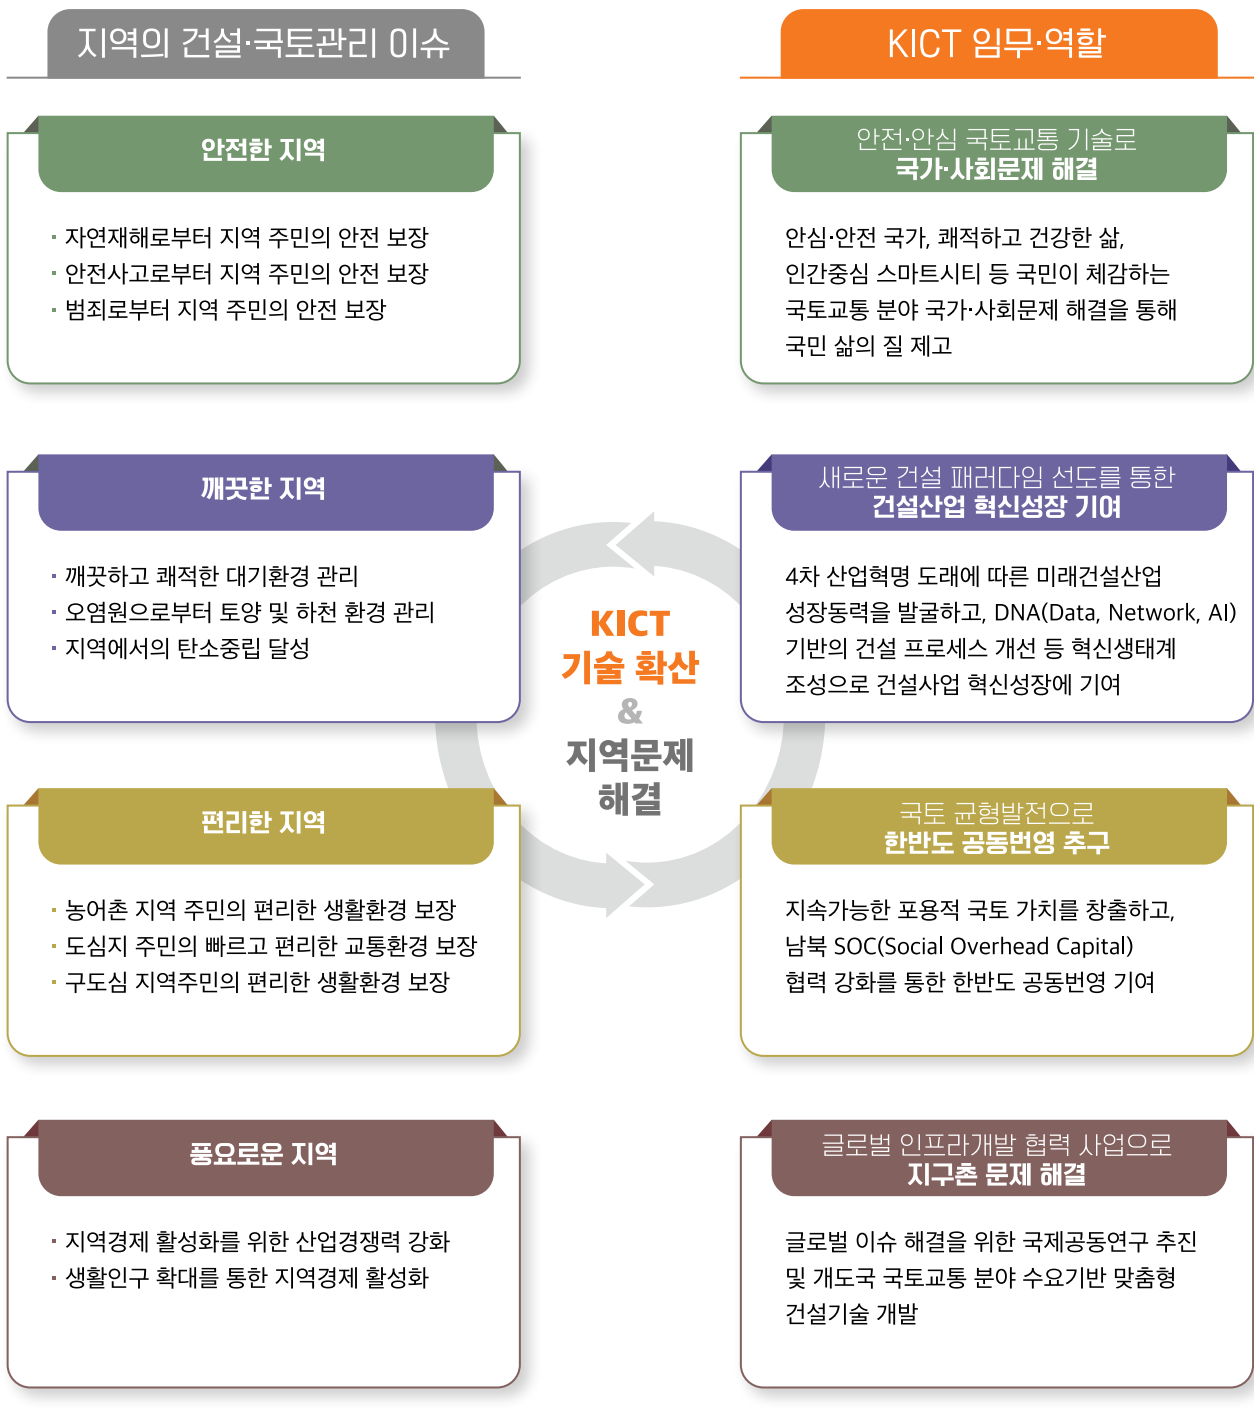 지역의 건설·국토관리 이슈
안전한 지역
· 자연재해로부터 지역 주민의 안전 보장
· 안전사고로부터 지역 주민의 안전 보장
· 범죄로부터 지역 주민의 안전 보장
깨끗한 지역
· 깨끗하고 쾌적한 대기환경 관리
· 오염원으로부터 토양 및 하천 환경 관리
· 지역에서의 탄소중립 달성
편리한 지역
· 농어촌 지역 주민의 편리한 생활환경 보장
· 도심지 주민의 빠르고 편리한 교통환경 보장
· 구도심 지역주민의 편리한 생활환경 보장
풍요로운 지역
· 지역경제 활성화를 위한 산업경쟁력 강화
· 생활인구 확대를 통한 지역경제 활성화
KICT
기술 확산
&
지역문제
해결
KICT 임무·역할
안전·안심 국토교통 기술로
국가·사회문제 해결
안심·안전 국가, 쾌적하고 건강한 삶,
인간중심 스마트시티 등 국민이 체감하는
국토교통 분야 국가·사회문제 해결을 통해
국민 삶의 질 제고
새로운 건설 패러다임 선도를 통한
건설산업 혁신성장 기여
4차 산업혁명 도래에 따른 미래건설산업
성장동력을 발굴하고, DNA(Data, Network, AI)
기반의 건설 프로세스 개선 등 혁신생태계
조성으로 건설사업 혁신성장에 기여
국토 균형발전으로
한반도 공동번영 추구
지속가능한 포용적 국토 가치를 창출하고,
남북 SOC(Social Overhead Capital)
협력 강화를 통한 한반도 공동번영 기여
글로벌 인프라개발 협력 사업으로
지구촌 문제 해결
글로벌 이슈 해결을 위한 국제공동연구 추진
및 개도국 국토교통 분야 수요기반 맞춤형
건설기술 개발